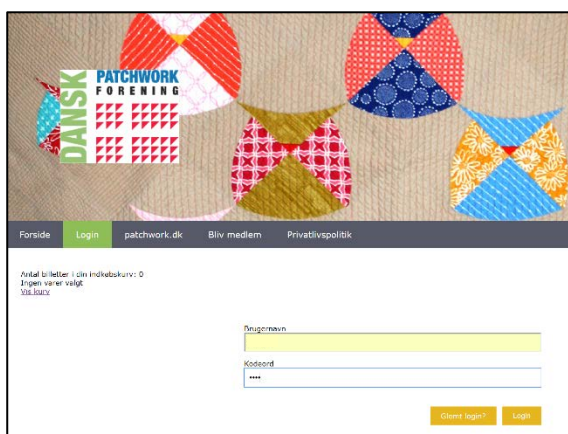 DANSK
PATCHWORK
FORENING
Forside Login patchwork.dk Bliv medlem Privatlivspolitik
Antal billetter i din indkøbskurv: 0
Ingen varer valgt
Vis kurv
Brugernavn
Kodeord
••••
Glemt login? Login